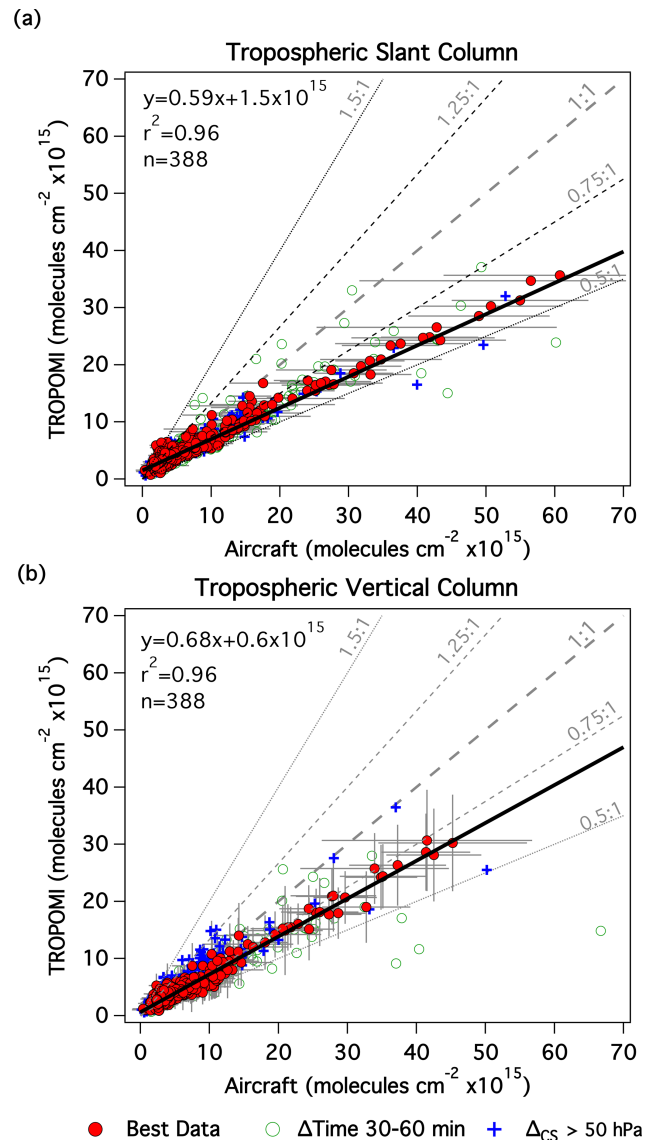 (a)
Tropospheric Slant Column
y=0.59x+1.5x10^15
r^2=0.96
n=388
1.5:1
1.25:1
1:1
0.75:1
0.5:1
70
60
50
40
30
20
10
0
TROPOMI (molecules cm^-2 x10^15)
0 10 20 30 40 50 60 70
Aircraft (molecules cm^-2 x10^15)
(b)
Tropospheric Vertical Column
y=0.68x+0.6x10^15
r^2=0.96
n=388
1.5:1
1.25:1
1:1
0.75:1
0.5:1
70
60
50
40
30
20
10
0
TROPOMI (molecules cm^-2 x10^15)
0 10 20 30 40 50 60 70
Aircraft (molecules cm^-2 x10^15)
Best Data ΔTime 30-60 min Δ_CS > 50 hPa